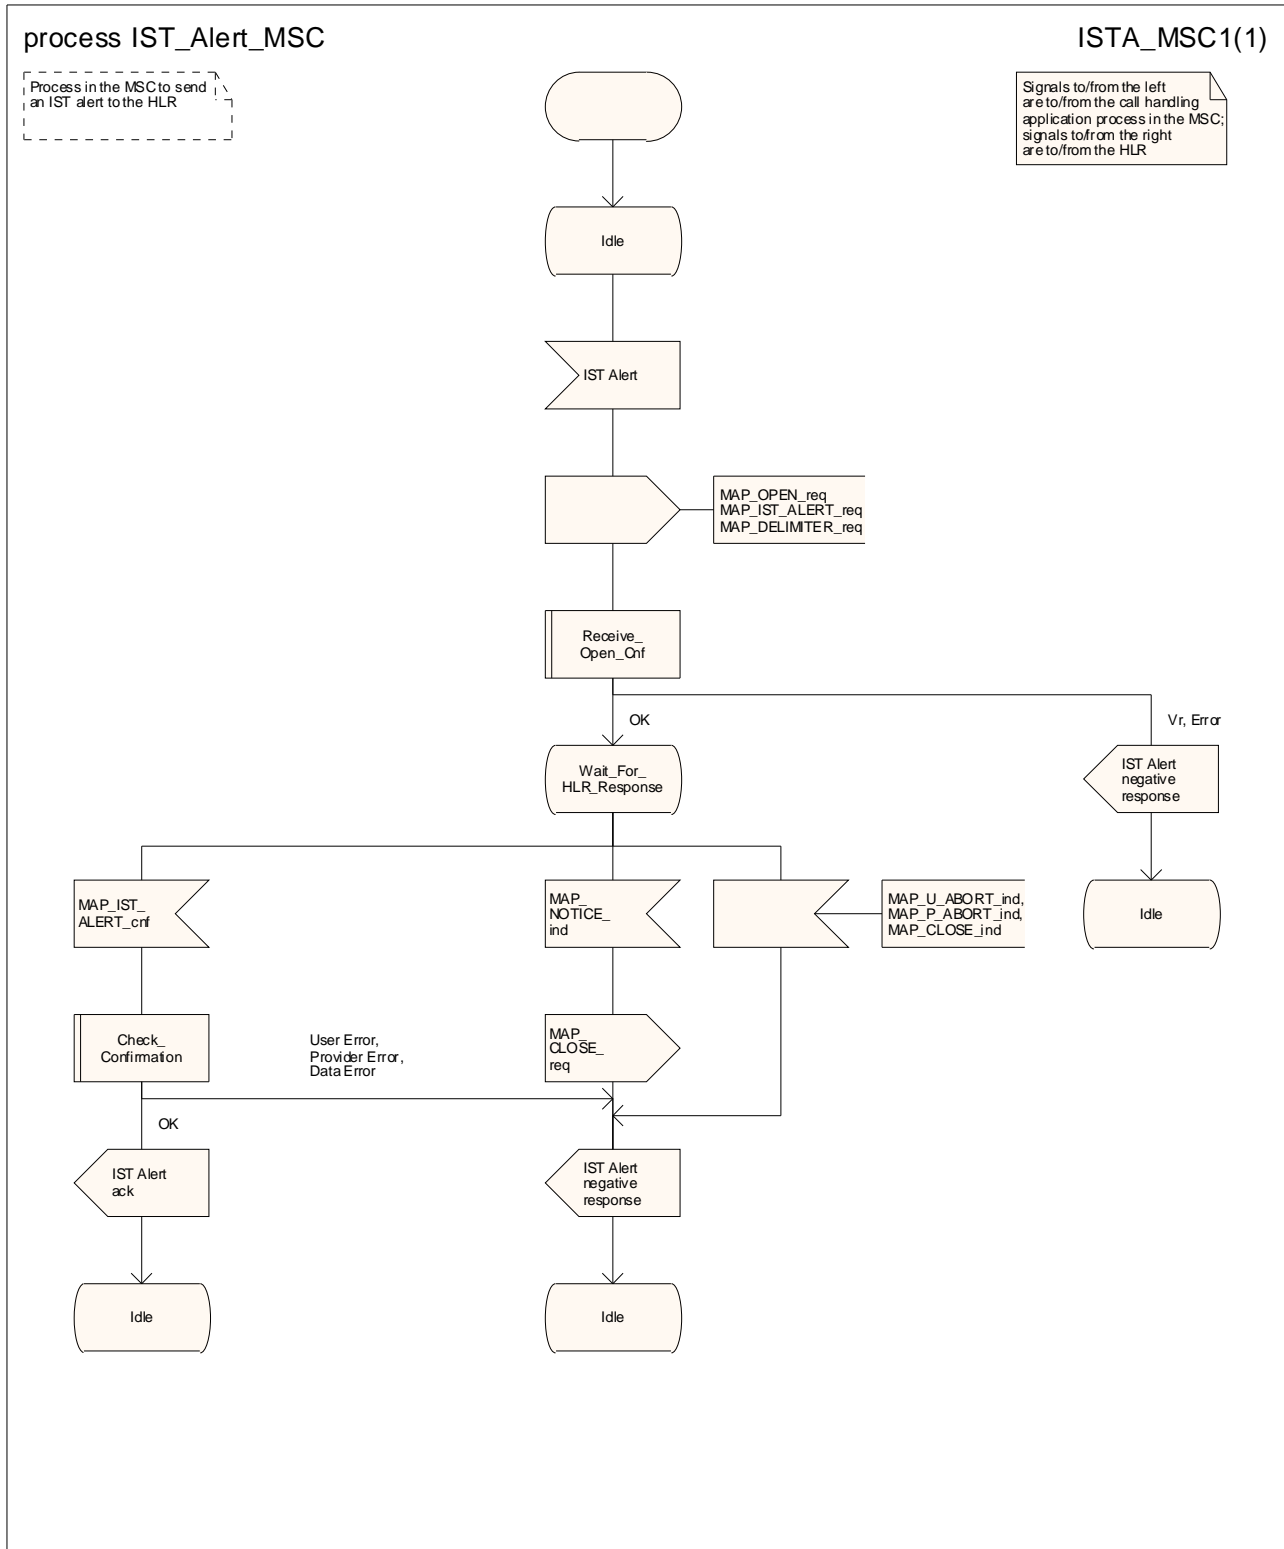 process IST_Alert_MSC
ISTA_MSC1(1)
Process in the MSC to send
an IST alert to the HLR
Signals to/from the left
are to/from the call handling
application process in the MSC;
signals to/from the right
are to/from the HLR
Idle
IST Alert
MAP_OPEN_req
MAP_IST_ALERT_req
MAP_DELIMITER_req
Receive_
Open_Cnf
OK
Vr, Error
Wait_For_
HLR_Response
IST Alert
negative
response
MAP_IST_
ALERT_cnf
MAP_
NOTICE_
ind
MAP_U_ABORT_ind,
MAP_P_ABORT_ind,
MAP_CLOSE_ind
Idle
Check_
Confirmation
User Error,
Provider Error,
Data Error
MAP_
CLOSE_
req
OK
IST Alert
ack
IST Alert
negative
response
Idle
Idle